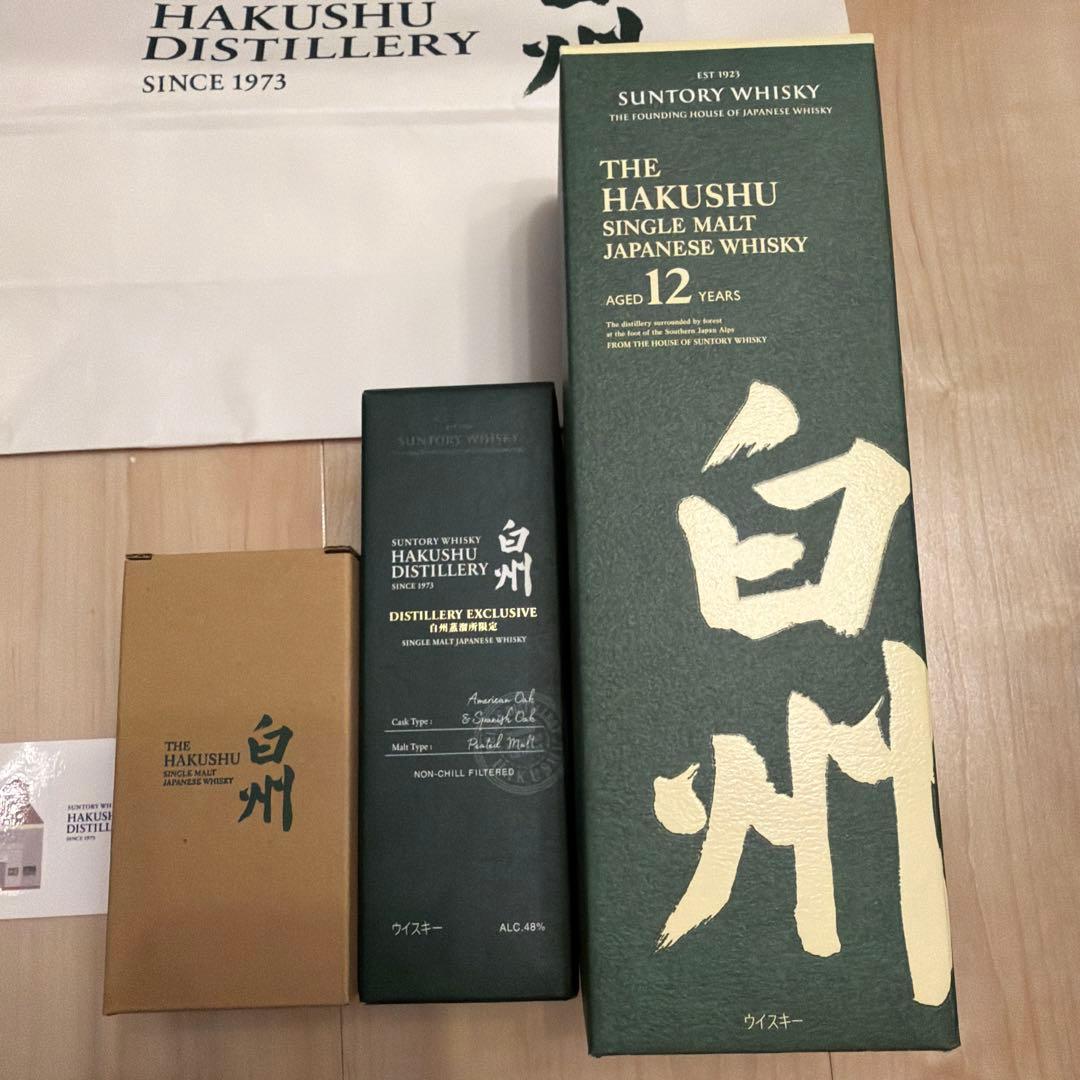 HAKUSHU
DISTILLERY
SINCE 1973
白
州
EST 1923
SUNTORY WHISKY
THE FOUNDING HOUSE OF JAPANESE WHISKY
THE
HAKUSHU
SINGLE MALT
JAPANESE WHISKY
AGED 12 YEARS
The distillery surrounded by forest
at the foot of the Southern Japan Alps
FROM THE HOUSE OF SUNTORY WHISKY
白
州
ウイスキー
SUNTORY WHISKY
SUNTORY WHISKY
HAKUSHU
DISTILLERY
SINCE 1973
白
州
DISTILLERY EXCLUSIVE
白州蒸溜所限定
SINGLE MALT JAPANESE WHISKY
American Oak
Cask Type : & Spanish Oak
Malt Type : Peated Malt
NON-CHILL FILTERED
ウイスキー ALC.48%
THE
HAKUSHU
SINGLE MALT
JAPANESE WHISKY
白
州
SUNTORY WH
HAKUSH
DISTILL
SINCE 1973